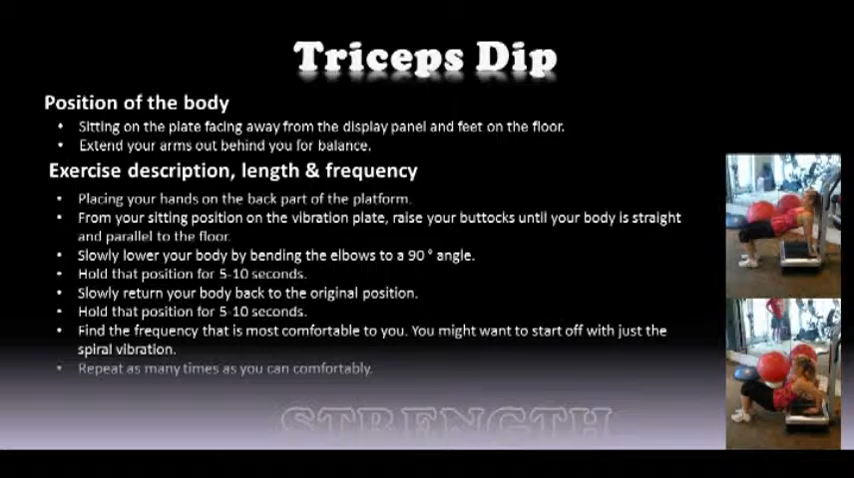 Triceps Dip
Position of the body
• Sitting on the plate facing away from the display panel and feet on the floor.
• Extend your arms out behind you for balance.
Exercise description, length & frequency
• Placing your hands on the back part of the platform.
• From your sitting position on the vibration plate, raise your buttocks until your body is straight
and parallel to the floor.
• Slowly lower your body by bending the elbows to a 90 ° angle.
• Hold that position for 5-10 seconds.
• Slowly return your body back to the original position.
• Hold that position for 5-10 seconds.
• Find the frequency that is most comfortable to you. You might want to start off with just the
spiral vibration.
• Repeat as many times as you can comfortably.
STRENGTH